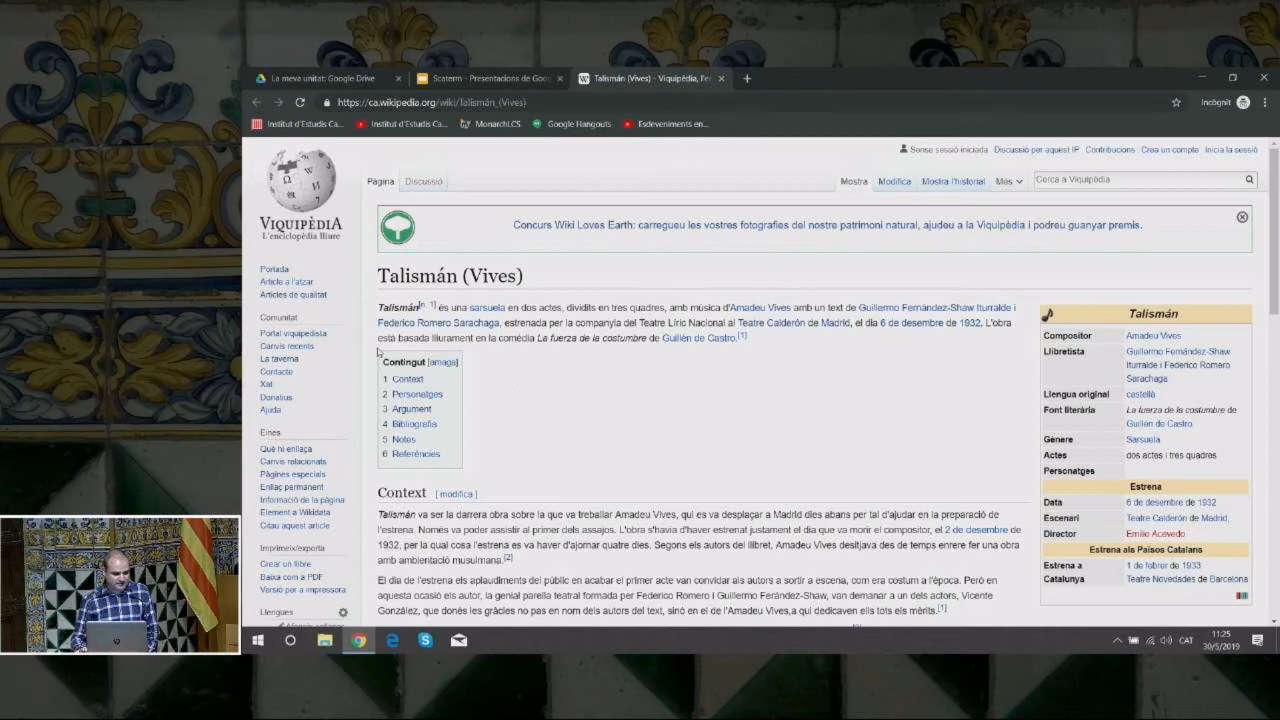 La meva unitat: Google Drive
Scaterm - Presentacions de Goog
Talismán (Vives) - Viquipèdia, l'er
https://ca.wikipedia.org/wiki/Talismán_(Vives)
Incògnit
Institut d'Estudis Ca...
Institut d'Estudis Ca...
MonarchLCS
Google Hangouts
Esdeveniments en...
Sense sessió iniciada Discussió per aquest IP Contribucions Crea un compte Inicia la sessió
Pàgina Discussió
Mostra Modifica Mostra l'historial Més
Cerca a Viquipèdia
VIQUIPÈDIA
L'enciclopèdia lliure
Portada
Article a l'atzar
Articles de qualitat
Comunitat
Portal viquipedista
Canvis recents
La taverna
Contacte
Xat
Donatius
Ajuda
Eines
Què hi enllaça
Canvis relacionats
Pàgines especials
Enllaç permanent
Informació de la pàgina
Element a Wikidata
Citau aquest article
Imprimeix/exporta
Crear un llibre
Baixa com a PDF
Versió per a impressora
Llengües
Concurs Wiki Loves Earth: carregueu les vostres fotografies del nostre patrimoni natural, ajudeu a la Viquipèdia i podreu guanyar premis.
Talismán (Vives)
Talismán[n. 1] és una sarsuela en dos actes, dividits en tres quadres, amb música d'Amadeu Vives amb un text de Guillermo Fernández-Shaw Iturralde i
Federico Romero Sarachaga, estrenada per la companyia del Teatre Líric Nacional al Teatre Calderón de Madrid, el dia 6 de desembre de 1932. L'obra
està basada lliurament en la comèdia La fuerza de la costumbre de Guillén de Castro.[1]
Contingut [amaga]
1 Context
2 Personatges
3 Argument
4 Bibliografia
5 Notes
6 Referències
Context [ modifica ]
Talismán va ser la darrera obra sobre la que va treballar Amadeu Vives, qui es va desplaçar a Madrid dies abans per tal d'ajudar en la preparació de
l'estrena. Només va poder assistir al primer dels assajos. L'obra s'havia d'haver estrenat justament el dia que va morir el compositor, el 2 de desembre de
1932, per la qual cosa l'estrena es va haver d'ajornar quatre dies. Segons els autors del llibret, Amadeu Vives desitjava des de temps enrere fer una obra
amb ambientació musulmana.[2]
El dia de l'estrena els aplaudiments del públic en acabar el primer acte van convidar als autors a sortir a escena, com era costum a l'època. Però en
aquesta ocasió els autor, la genial parella teatral formada per Federico Romero i Guillermo Ferández-Shaw, van demanar a un dels actors, Vicente
González, que donés les gràcies no pas en nom dels autors del text, sinó en el de l'Amadeu Vives,a qui dedicaven ells tots els mèrits.[1]
Talismán
Compositor Amadeu Vives
Llibretista Guillermo Fernández-Shaw
Iturralde i Federico Romero
Sarachaga
Llengua original castellà
Font literària La fuerza de la costumbre de
Guillén de Castro
Gènere Sarsuela
Actes dos actes i tres quadres
Personatges
Estrena
Data 6 de desembre de 1932
Escenari Teatre Calderón de Madrid,
Director Emilio Acevedo
Estrena als Països Catalans
Estrena a 1 de febrer de 1933
Catalunya Teatre Novedades de Barcelona
CAT
11:25
30/5/2019